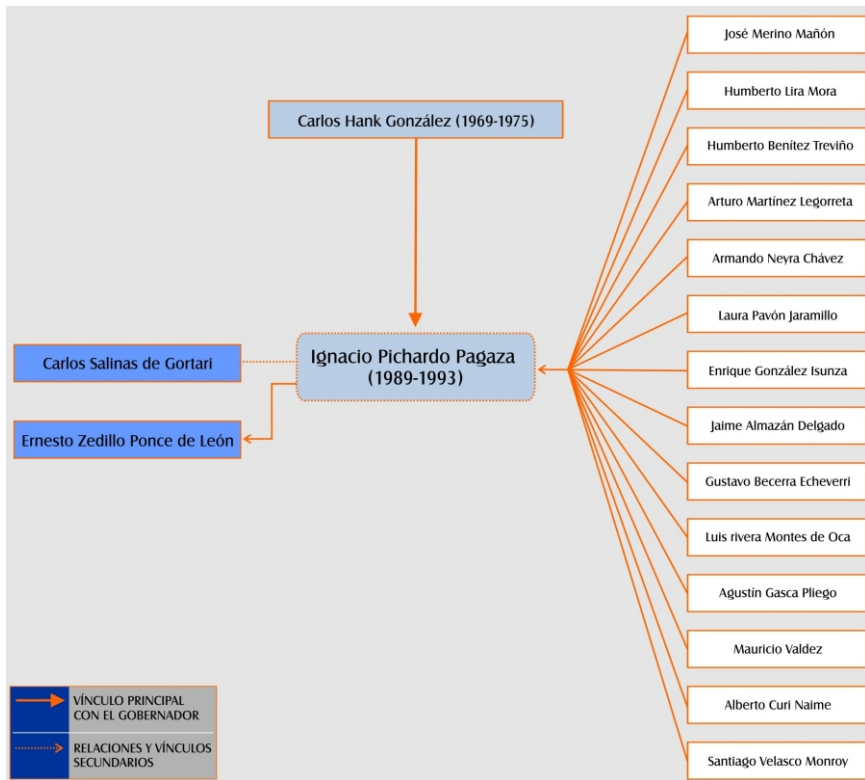 José Merino Mañón
Humberto Lira Mora
Carlos Hank González (1969-1975)
Humberto Benítez Treviño
Arturo Martínez Legorreta
Armando Neyra Chávez
Laura Pavón Jaramillo
Carlos Salinas de Gortari
Ignacio Pichardo Pagaza
(1989-1993)
Enrique González Isunza
Ernesto Zedillo Ponce de León
Jaime Almazán Delgado
Gustavo Becerra Echeverri
Luis rivera Montes de Oca
Agustín Gasca Pliego
Mauricio Valdez
Alberto Curi Naime
Santiago Velasco Monroy
VÍNCULO PRINCIPAL
CON EL GOBERNADOR
RELACIONES Y VÍNCULOS
SECUNDARIOS